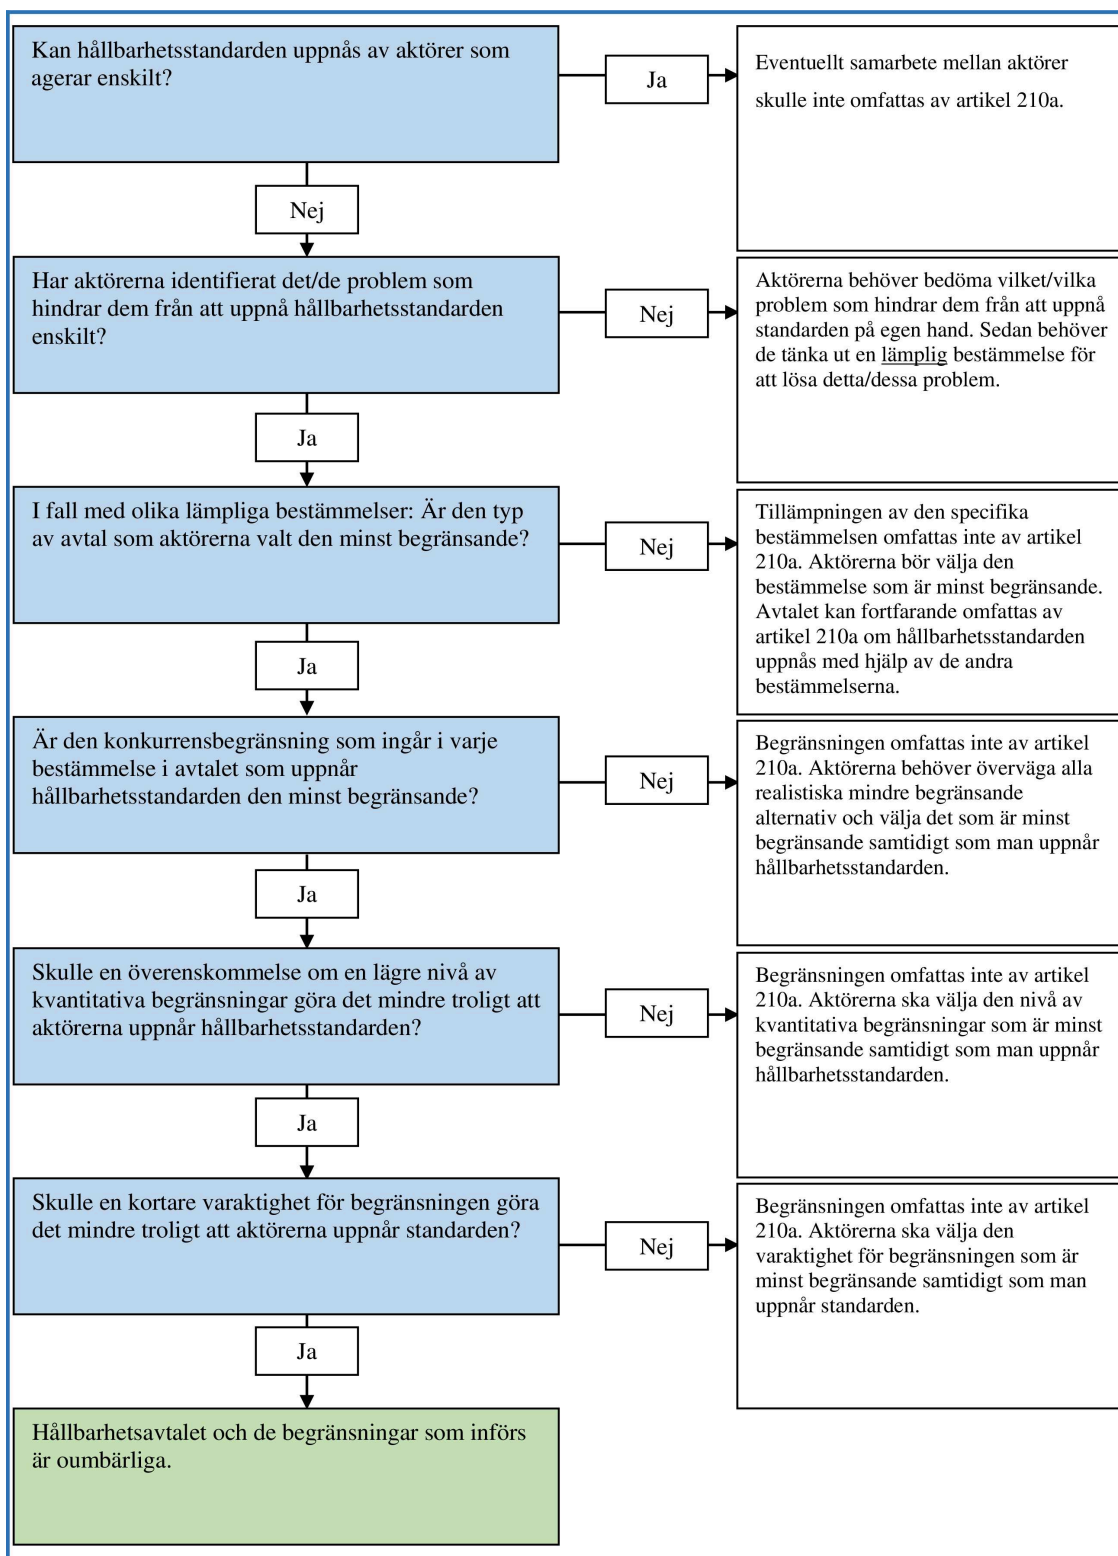 Kan hållbarhetsstandarden uppnås av aktörer som
agerar enskilt?
Ja
Eventuellt samarbete mellan aktörer
skulle inte omfattas av artikel 210a.
Nej
Har aktörerna identifierat det/de problem som
hindrar dem från att uppnå hållbarhetsstandarden
enskilt?
Nej
Aktörerna behöver bedöma vilket/vilka
problem som hindrar dem från att uppnå
standarden på egen hand. Sedan behöver
de tänka ut en lämplig bestämmelse för
att lösa detta/dessa problem.
Ja
I fall med olika lämpliga bestämmelser: Är den typ
av avtal som aktörerna valt den minst begränsande?
Nej
Tillämpningen av den specifika
bestämmelsen omfattas inte av artikel
210a. Aktörerna bör välja den
bestämmelse som är minst begränsande.
Avtalet kan fortfarande omfattas av
artikel 210a om hållbarhetsstandarden
uppnås med hjälp av de andra
bestämmelserna.
Ja
Är den konkurrensbegränsning som ingår i varje
bestämmelse i avtalet som uppnår
hållbarhetsstandarden den minst begränsande?
Nej
Begränsningen omfattas inte av artikel
210a. Aktörerna behöver överväga alla
realistiska mindre begränsande
alternativ och välja det som är minst
begränsande samtidigt som man uppnår
hållbarhetsstandarden.
Ja
Skulle en överenskommelse om en lägre nivå av
kvantitativa begränsningar göra det mindre troligt att
aktörerna uppnår hållbarhetsstandarden?
Nej
Begränsningen omfattas inte av artikel
210a. Aktörerna ska välja den nivå av
kvantitativa begränsningar som är minst
begränsande samtidigt som man uppnår
hållbarhetsstandarden.
Ja
Skulle en kortare varaktighet för begränsningen göra
det mindre troligt att aktörerna uppnår standarden?
Nej
Begränsningen omfattas inte av artikel
210a. Aktörerna ska välja den
varaktighet för begränsningen som är
minst begränsande samtidigt som man
uppnår standarden.
Ja
Hållbarhetsavtalet och de begränsningar som införs
är oumbärliga.